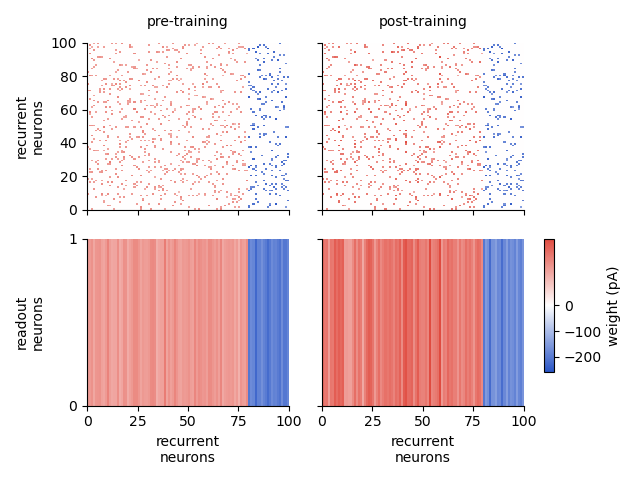 pre-training
post-training
100
80
60
40
20
0
recurrent
neurons
1
0
readout
neurons
0 25 50 75 100
recurrent
neurons
0 25 50 75 100
recurrent
neurons
0
−100
−200
weight (pA)